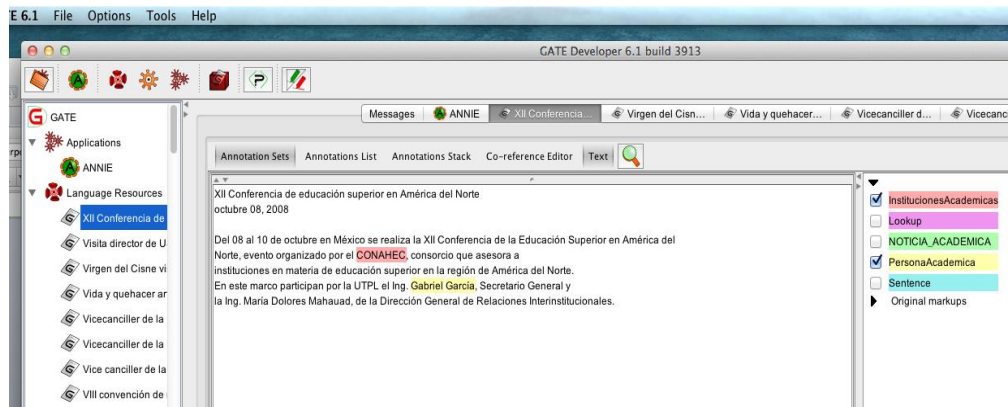 E 6.1 File Options Tools Help
GATE Developer 6.1 build 3913
GATE
Applications
ANNIE
Language Resources
XII Conferencia de
Visita director de U
Virgen del Cisne vi
Vida y quehacer ar
Vicecanciller de la
Vicecanciller de la
Vice canciller de la
VIII convención de
Messages ANNIE XII Conferencia... Virgen del Cisn... Vida y quehacer... Vicecanciller d... Vicecanc
Annotation Sets Annotations List Annotations Stack Co-reference Editor Text
XII Conferencia de educación superior en América del Norte
octubre 08, 2008
Del 08 al 10 de octubre en México se realiza la XII Conferencia de la Educación Superior en América del
Norte, evento organizado por el CONAHEC, consorcio que asesora a
instituciones en materia de educación superior en la región de América del Norte.
En este marco participan por la UTPL el Ing. Gabriel García, Secretario General y
la Ing. María Dolores Mahauad, de la Dirección General de Relaciones Interinstitucionales.
InstitucionesAcademicas
Lookup
NOTICIA_ACADEMICA
PersonaAcademica
Sentence
Original markups